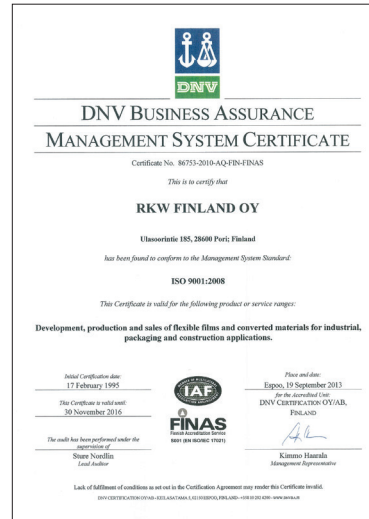 DNV
DNV BUSINESS ASSURANCE
MANAGEMENT SYSTEM CERTIFICATE
Certificate No. 86753-2010-AQ-FIN-FINAS
This is to certify that
RKW FINLAND OY
Ulasoorintie 185, 28600 Pori; Finland
has been found to conform to the Management System Standard:
ISO 9001:2008
This Certificate is valid for the following product or service ranges:
Development, production and sales of flexible films and converted materials for industrial,
packaging and construction applications.
Initial Certification date:
17 February 1995
This Certificate is valid until:
30 November 2016
The audit has been performed under the
supervision of
Sture Nordlin
Lead Auditor
IAF
FINAS
Finnish Accreditation Service
S001 (EN ISO/IEC 17021)
Place and date:
Espoo, 19 September 2013
for the Accredited Unit:
DNV CERTIFICATION OY/AB,
FINLAND
Kimmo Haarala
Management Representative
Lack of fulfillment of conditions as set out in the Certification Agreement may render this Certificate invalid.